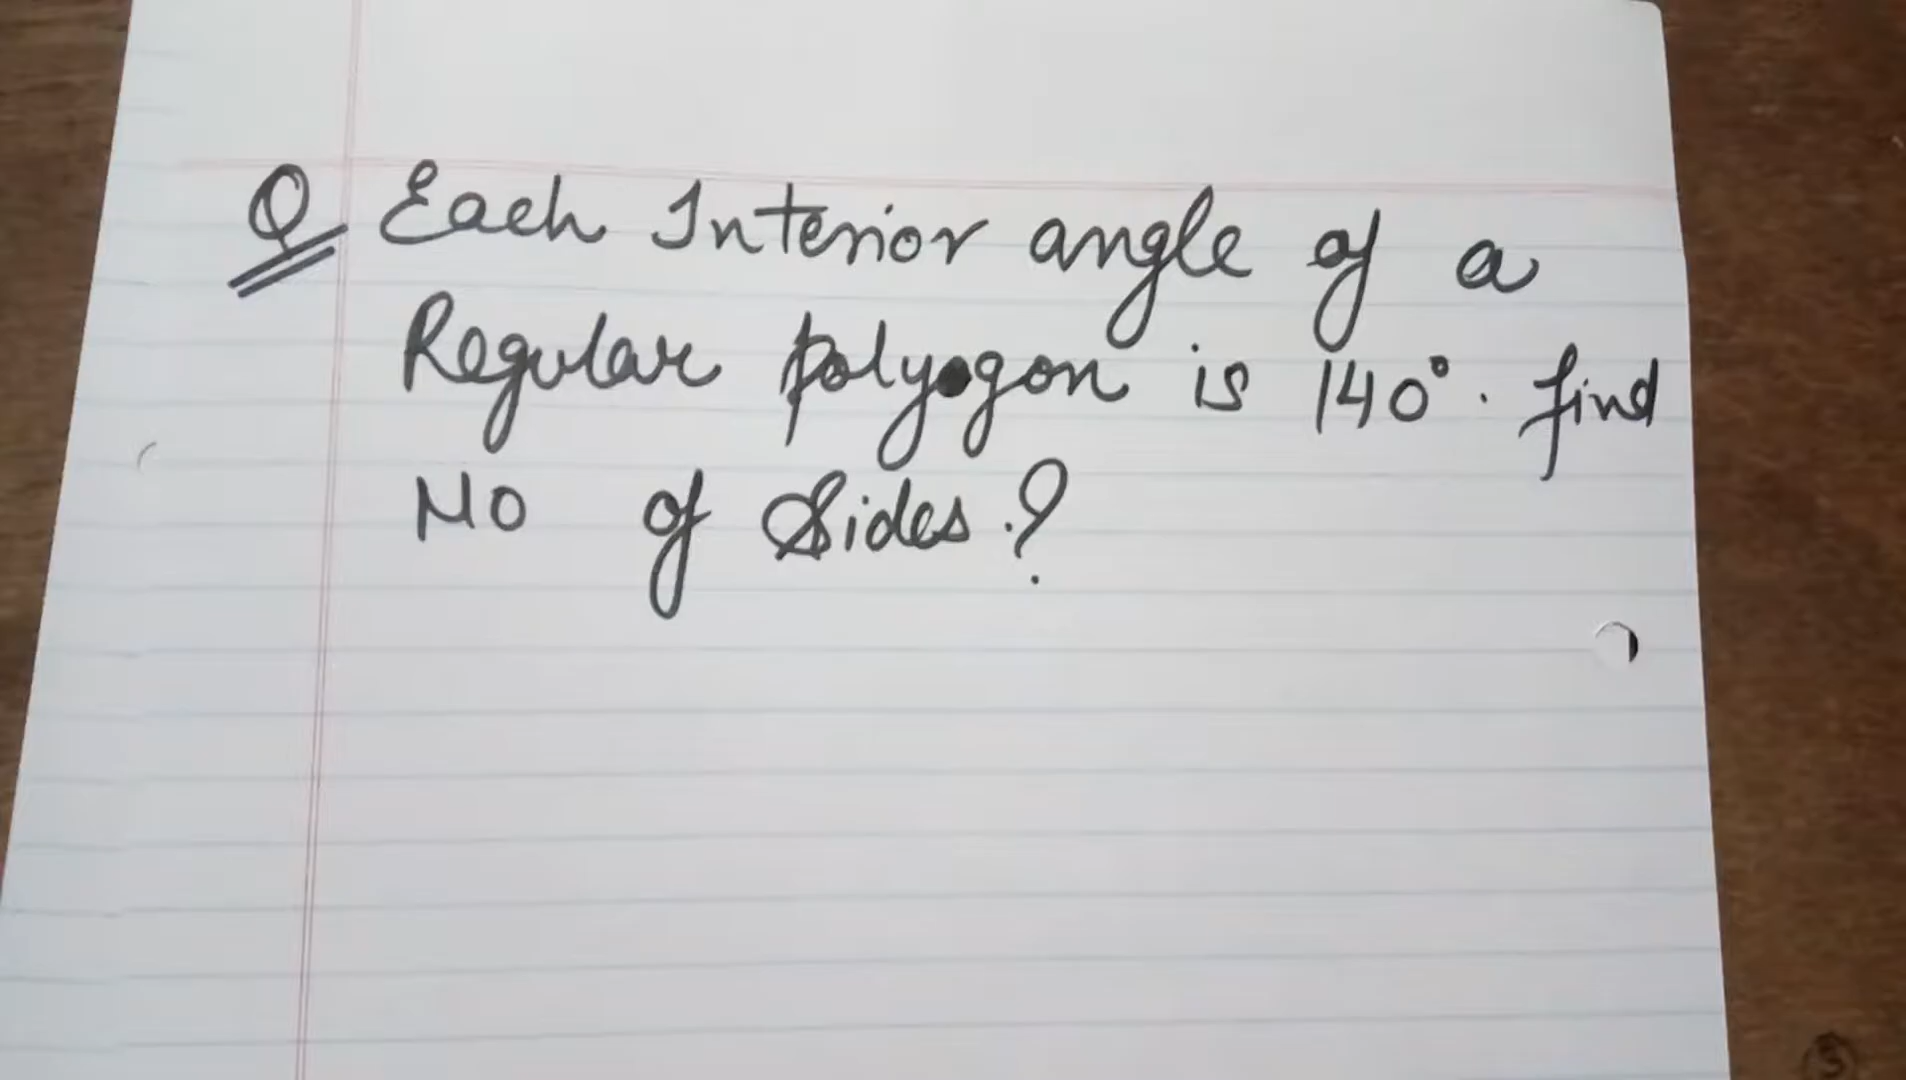 Q Each Interior angle of a
Regular polygon is 140°. find
No of Sides.?